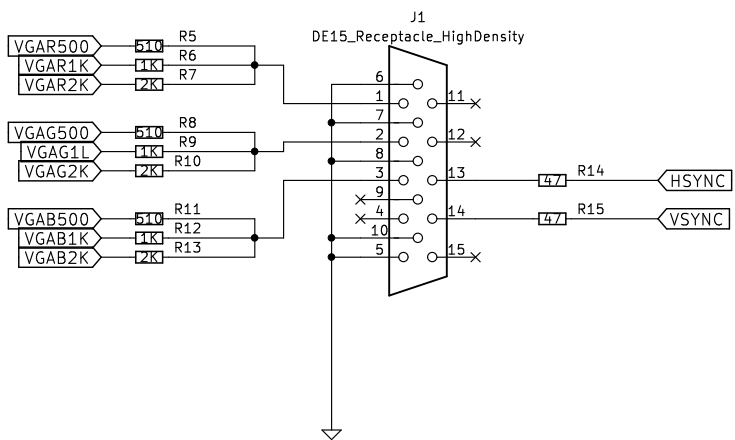 J1
DE15_Receptacle_HighDensity
VGAR500 510 R5
VGAR1K 1K R6
VGAR2K 2K R7
VGAG500 510 R8
VGAG1L 1K R9
VGAG2K 2K R10
VGAB500 510 R11
VGAB1K 1K R12
VGAB2K 2K R13
6
1 11
7
2 12
8
3 13 47 R14 HSYNC
9
4 14 47 R15 VSYNC
10
5 15